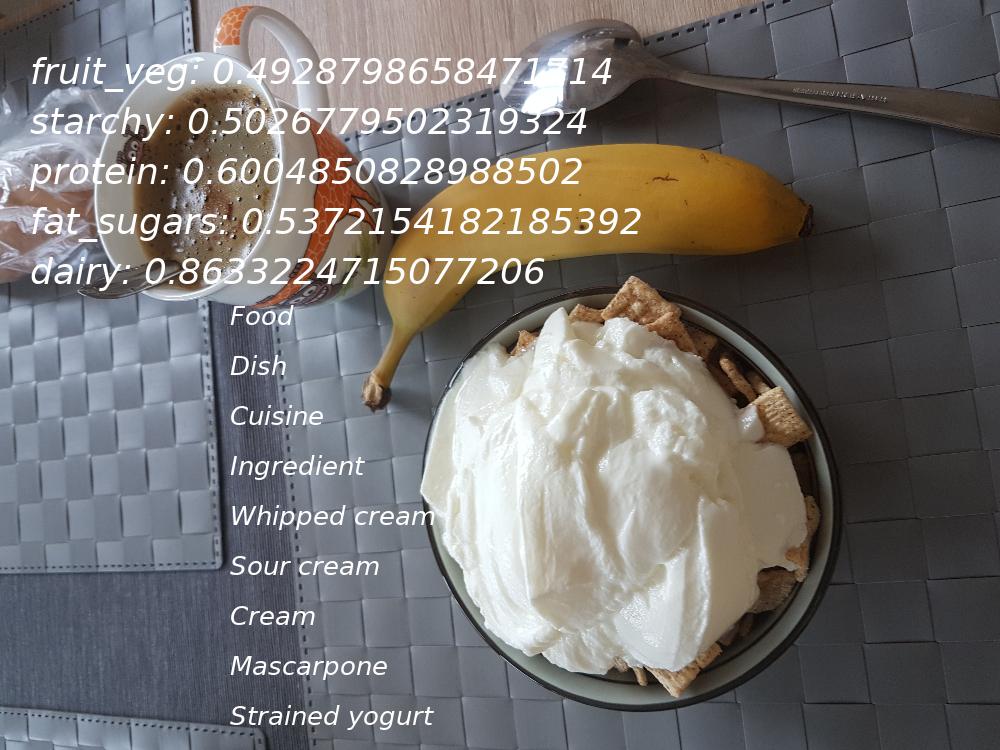 fruit_veg: 0.4928798658471714
starchy: 0.5026779502319324
protein: 0.6004850828988502
fat_sugars: 0.5372154182185392
dairy: 0.8633224715077206
Food
Dish
Cuisine
Ingredient
Whipped cream
Sour cream
Cream
Mascarpone
Strained yogurt